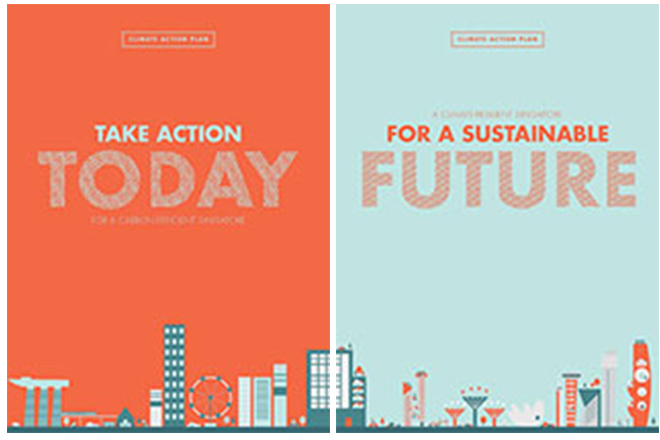 CLIMATE ACTION PLAN
TAKE ACTION
TODAY
FOR A CARBON-EFFICIENT SINGAPORE
CLIMATE ACTION PLAN
A CLIMATE-RESILIENT SINGAPORE
FOR A SUSTAINABLE
FUTURE